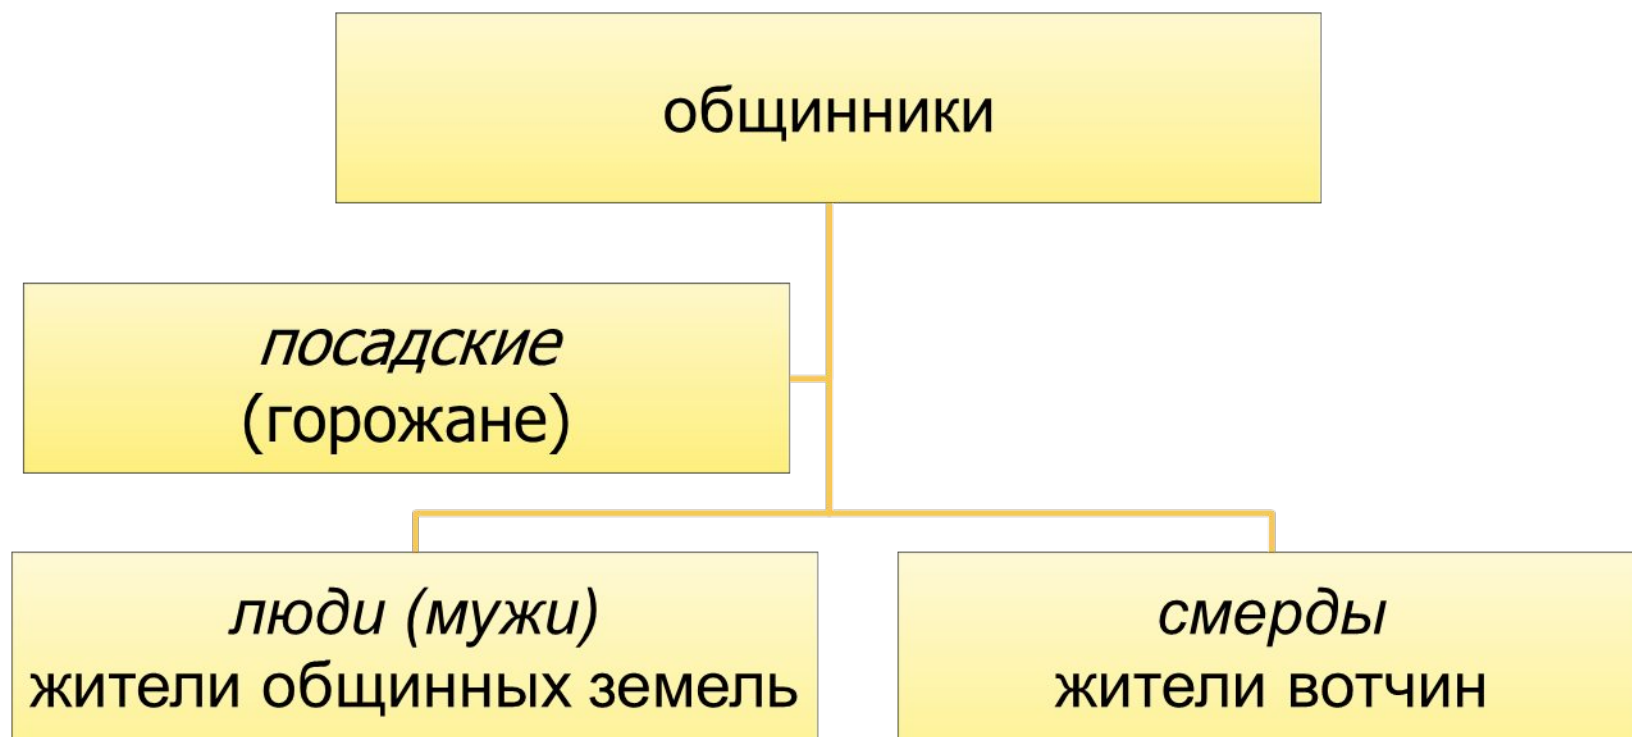 общинники
посадские
(горожане)
люди (мужи)
жители общинных земель
смерды
жители вотчин